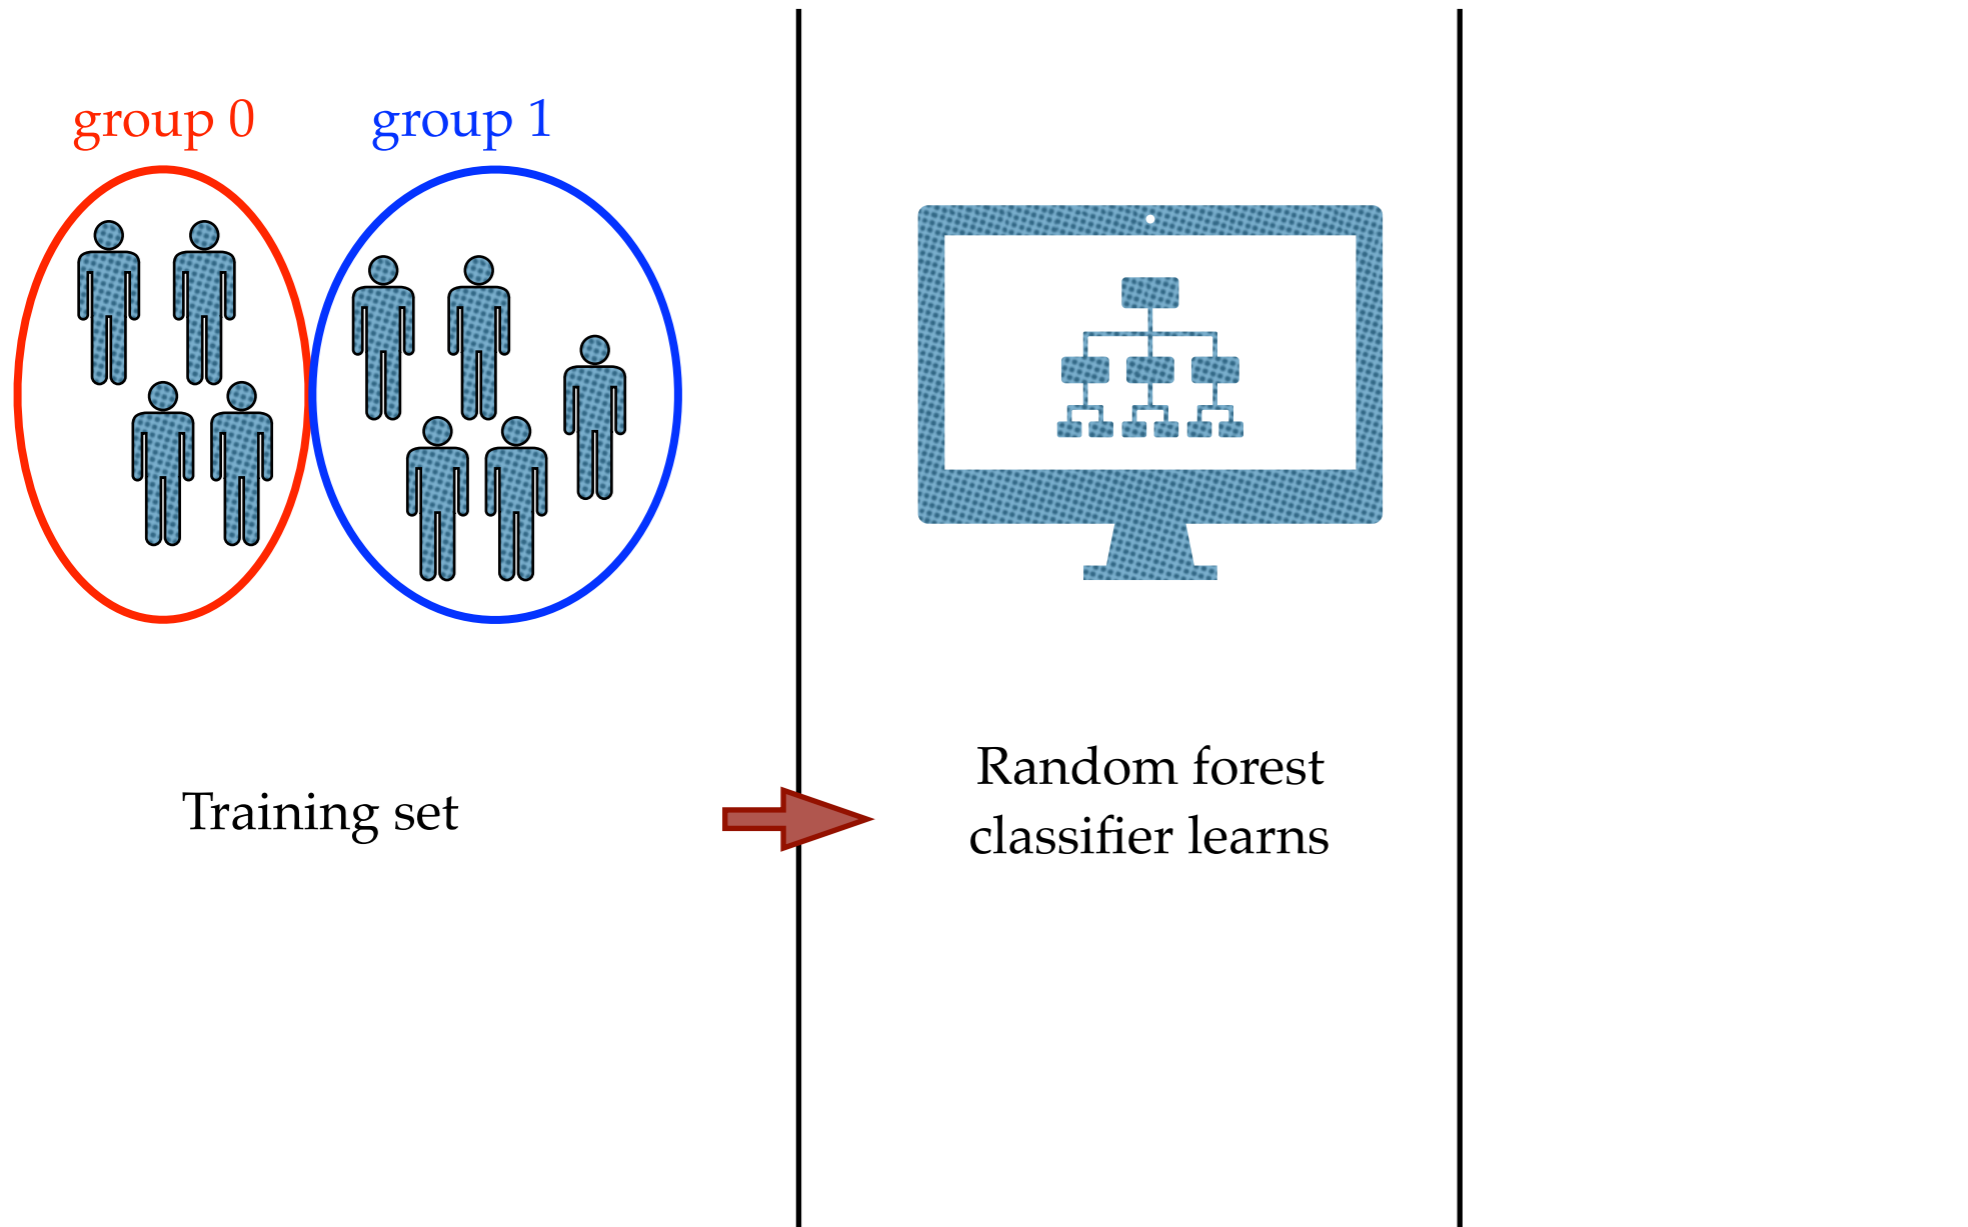 group 0
group 1
Training set
Random forest
classifier learns